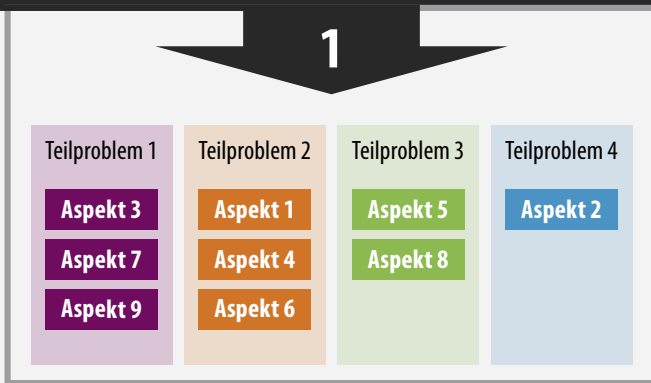 1
Teilproblem 1
Aspekt 3
Aspekt 7
Aspekt 9
Teilproblem 2
Aspekt 1
Aspekt 4
Aspekt 6
Teilproblem 3
Aspekt 5
Aspekt 8
Teilproblem 4
Aspekt 2